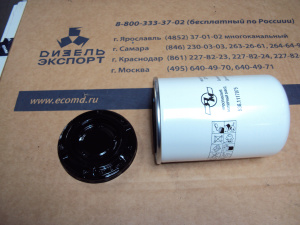 8-800-333-37-02 (бесплатный по России)
ДИЗЕЛЬ
ЭКСПОРТ
г. Ярославль (4852) 37-01-02 многоканальный
г. Самара (846) 230-03-03, 263-26-61, 264-64
г. Краснодар (861) 227-82-23, 227-82-24, 227-82
г. Москва (495) 640-49-70, 640-49-71
www.ecomd.ru